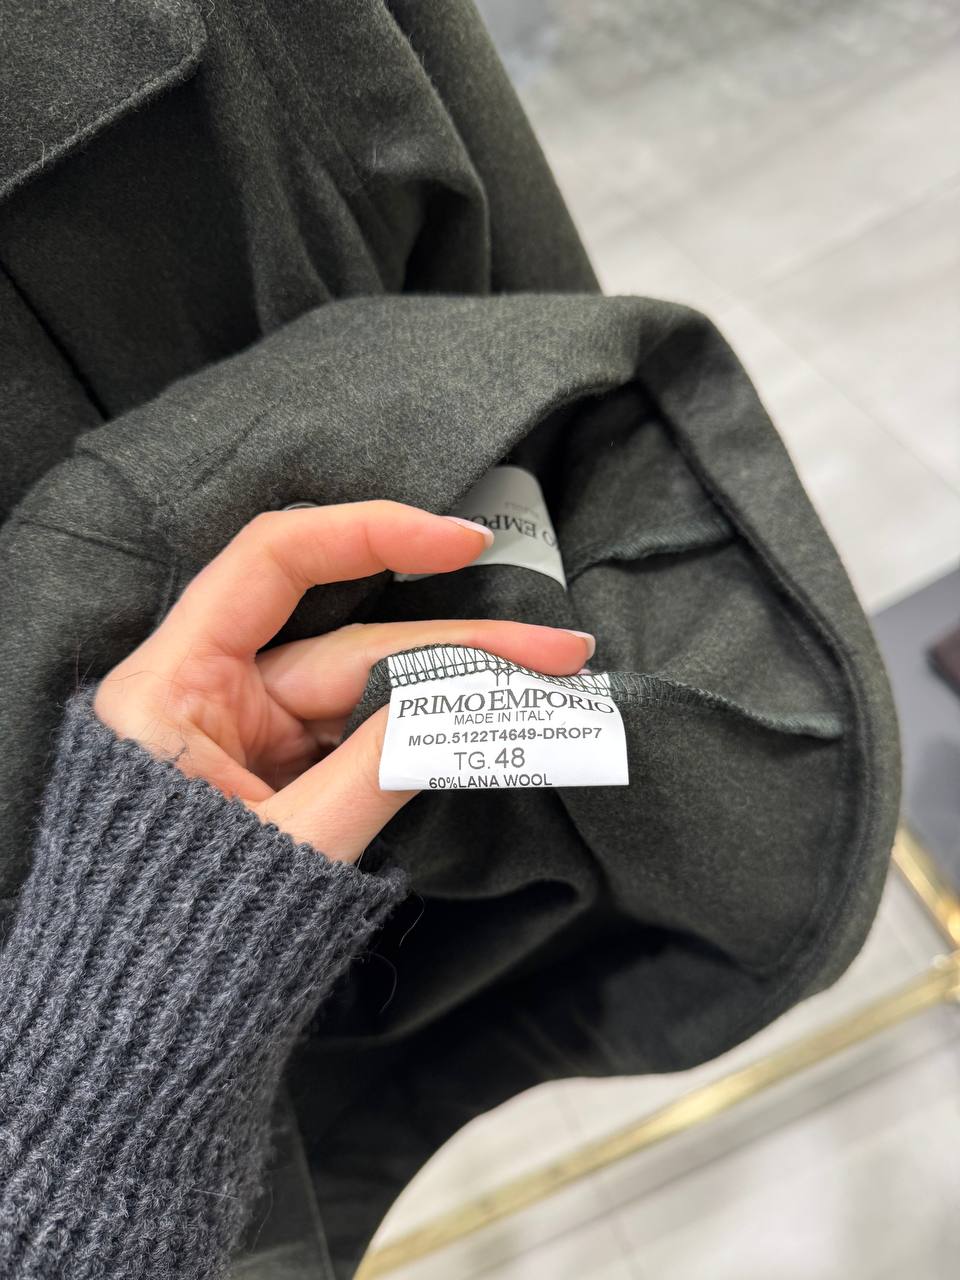 PRIMO EMPORIO
MADE IN ITALY
MOD.5122T4649-DROP7
TG.48
60%LANA WOOL